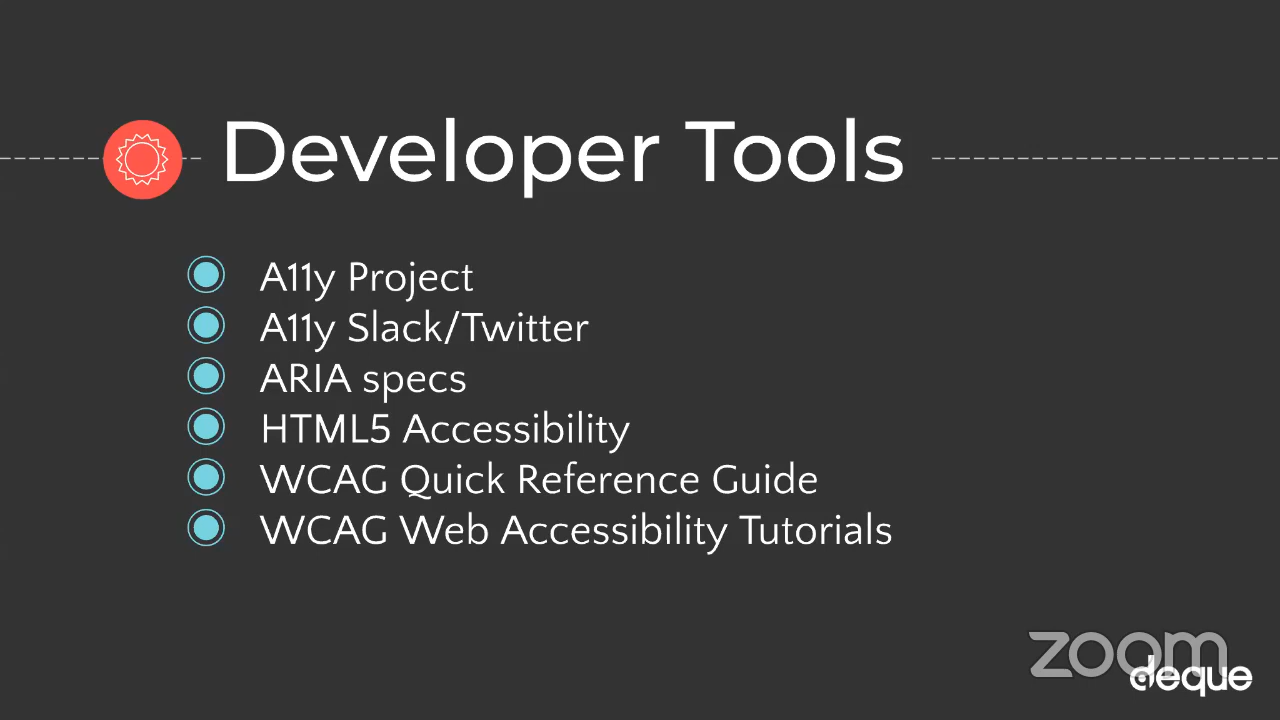 Developer Tools
A11y Project
A11y Slack/Twitter
ARIA specs
HTML5 Accessibility
WCAG Quick Reference Guide
WCAG Web Accessibility Tutorials
zoom
deque